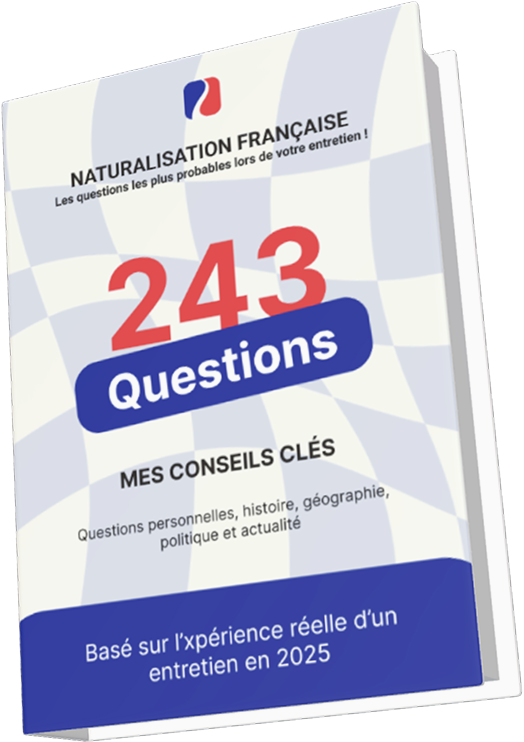 NATURALISATION FRANÇAISE
Les questions les plus probables lors de votre entretien !
243
Questions
MES CONSEILS CLÉS
Questions personnelles, histoire, géographie,
politique et actualité
Basé sur l'xpérience réelle d'un
entretien en 2025